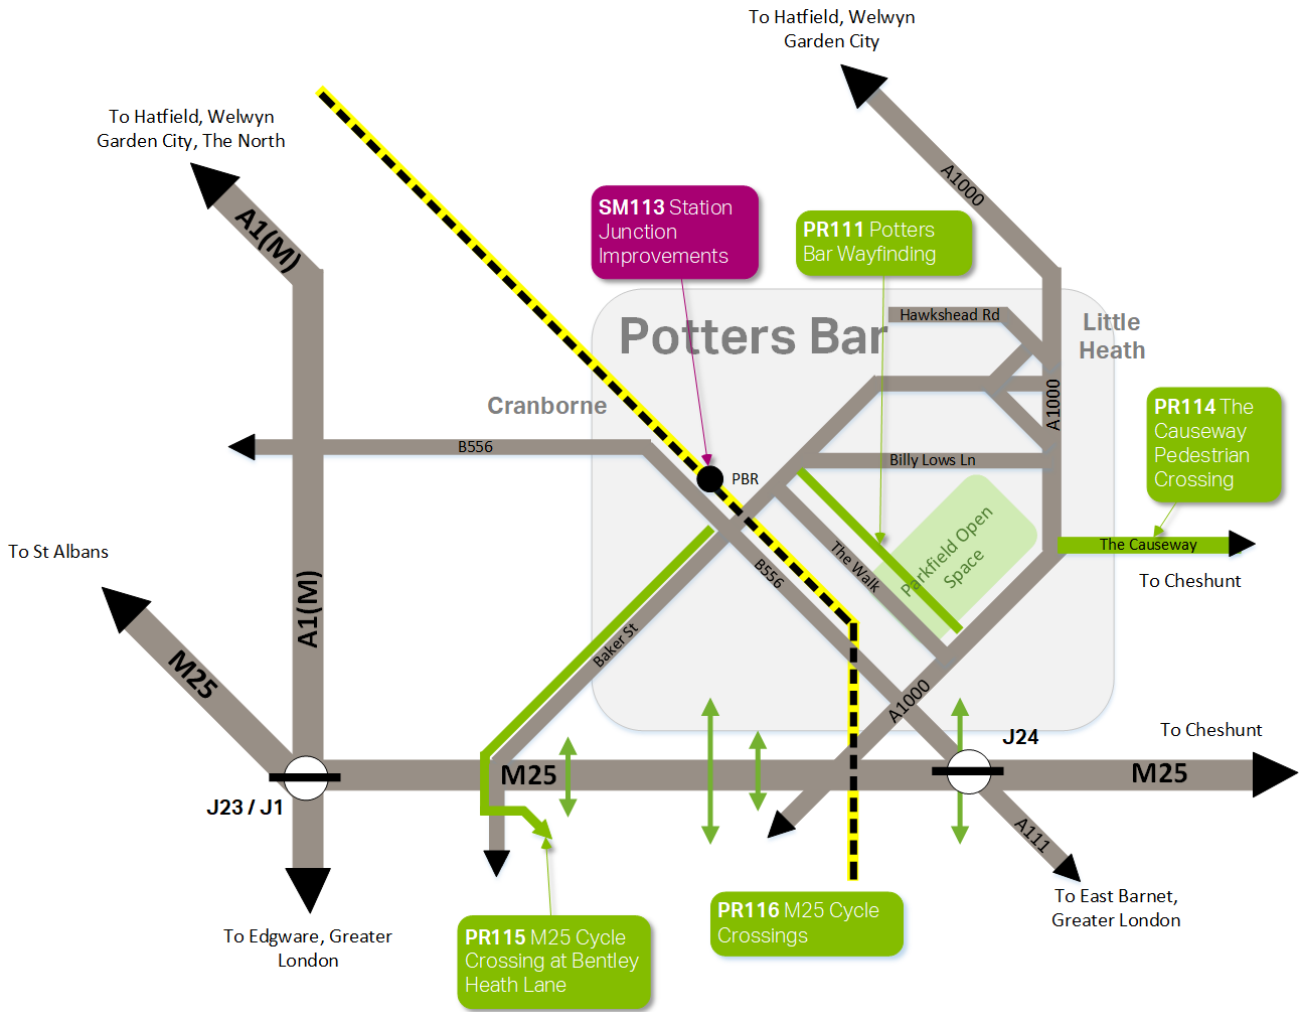 To Hatfield, Welwyn
Garden City
To Hatfield, Welwyn
Garden City, The North
A1000
A1(M)
SM113 Station
Junction
Improvements
PR111 Potters
Bar Wayfinding
Hawkshead Rd
Potters Bar
Little
Heath
Cranborne
A1000
PR114 The
Causeway
Pedestrian
Crossing
B556
Billy Lows Ln
PBR
Parkfield Open
Space
The Causeway
To St Albans
The Walk
B556
To Cheshunt
A1(M)
Baker St
M25
A1000
To Cheshunt
J24
M25
M25
J23 / J1
A111
To East Barnet,
Greater London
PR116 M25 Cycle
Crossings
To Edgware, Greater
London
PR115 M25 Cycle
Crossing at Bentley
Heath Lane